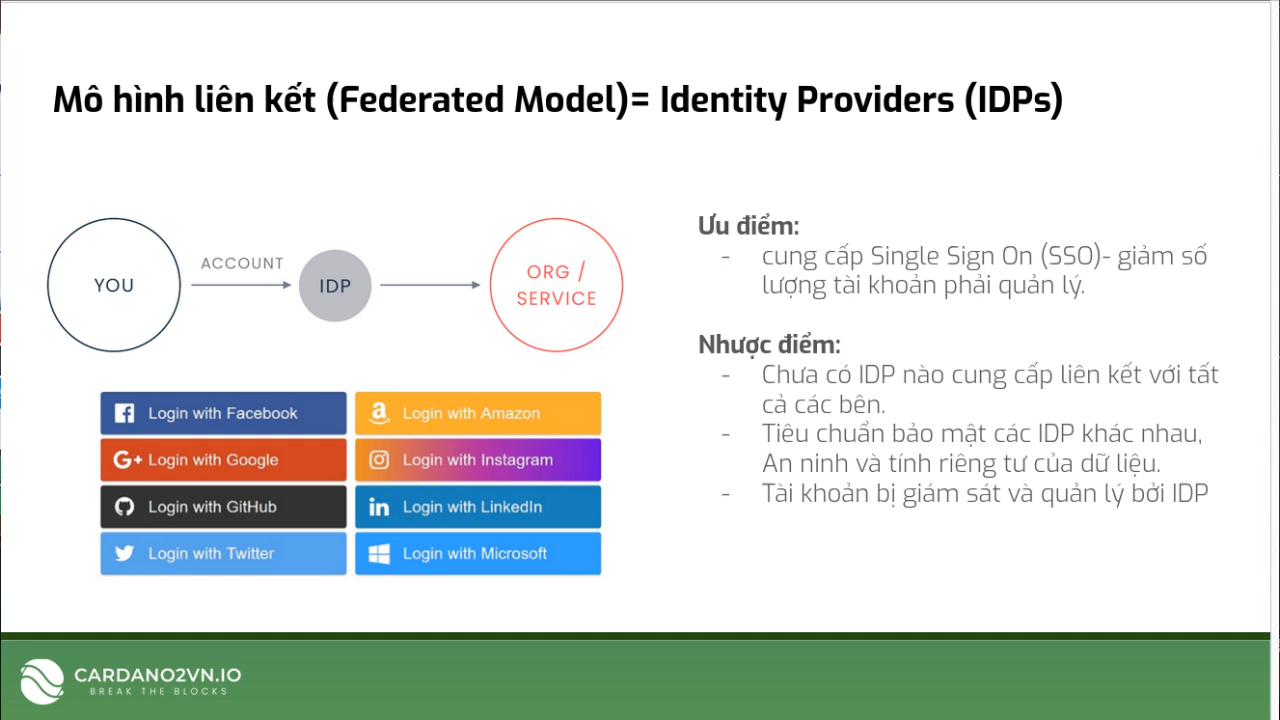 Mô hình liên kết (Federated Model)= Identity Providers (IDPs)
YOU
ACCOUNT
IDP
ORG /
SERVICE
Login with Facebook
Login with Amazon
Login with Google
Login with Instagram
Login with GitHub
Login with LinkedIn
Login with Twitter
Login with Microsoft
Ưu điểm:
- cung cấp Single Sign On (SSO)- giảm số
lượng tài khoản phải quản lý.
Nhược điểm:
- Chưa có IDP nào cung cấp liên kết với tất
cả các bên.
- Tiêu chuẩn bảo mật các IDP khác nhau,
An ninh và tính riêng tư của dữ liệu.
- Tài khoản bị giám sát và quản lý bởi IDP
CARDANO2VN.IO
BREAK THE BLOCKS